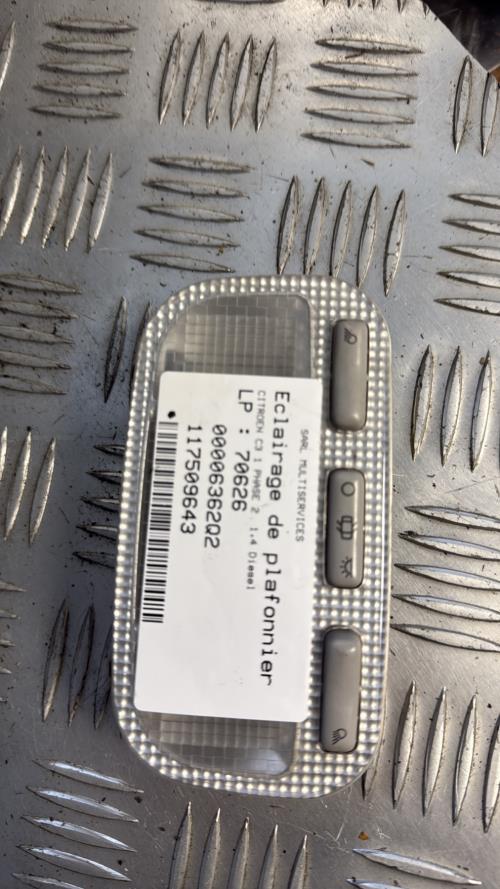 SARL MULTISERVICES
Eclairage de plafonnier
CITROEN C3 1 PHASE 2 1.4 Diesel
LP : 70626
0000636202
117509643